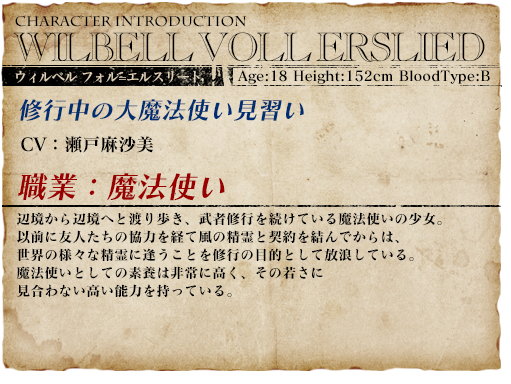 CHARACTER INTRODUCTION
WILBELL VOLL ERSLIED
ウィルベル フォル=エルスリート
Age:18 Height:152cm BloodType:B
修行中の大魔法使い見習い
CV：瀬戸麻沙美
職業：魔法使い
辺境から辺境へと渡り歩き、武者修行を続けている魔法使いの少女。
以前に友人たちの協力を経て風の精霊と契約を結んでからは、
世界の様々な精霊に逢うことを修行の目的として放浪している。
魔法使いとしての素養は非常に高く、その若さに
見合わない高い能力を持っている。